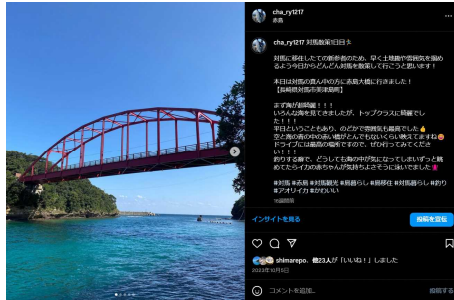 cha_ry1217
赤島
cha_ry1217 対馬散策1日目
対馬に移住したての新参者のため、早く土地勘や雰囲気を掴め
るよう今日からどんどん対馬を散策して行こうと思います！
本日は対馬の真ん中の方に赤島大橋に行きました！
【長崎県対馬市美津島町】
まず海が超綺麗！！！
いろんな海を見てきましたが、トップクラスに綺麗でし
た！！！
平日ということもあり、のどかで雰囲気も最高でした👍
空と海の青の中の赤い橋がとんでもないくらい映えてますね
ドライブには最高の場所ですので、ぜひ行ってみてくださ
い！！！
釣りする癖で、どうしても海の中が気になってしまいずっと眺
めてたらイカの赤ちゃんが気持ちよさそうに泳いでました
#対馬 #赤島 #対馬観光 #島暮らし #島移住 #対馬暮らし #釣り
#アオリイカ #かわいい
16週間前
インサイトを見る
投稿を宣伝
shimarepo、他23人が「いいね！」しました
2023年10月5日
コメントを追加...
投稿する